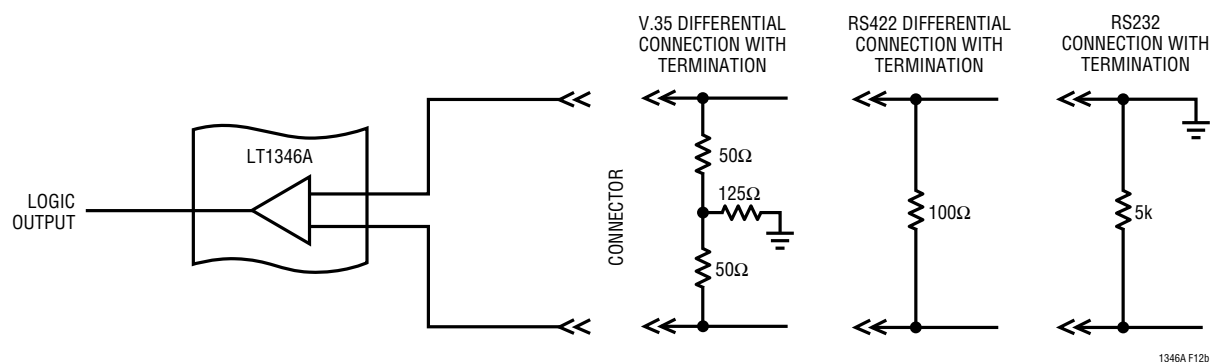 V.35 DIFFERENTIAL
CONNECTION WITH
TERMINATION
RS422 DIFFERENTIAL
CONNECTION WITH
TERMINATION
RS232
CONNECTION WITH
TERMINATION
LT1346A
LOGIC
OUTPUT
CONNECTOR
50Ω
125Ω
50Ω
100Ω
5k
1346A F12b